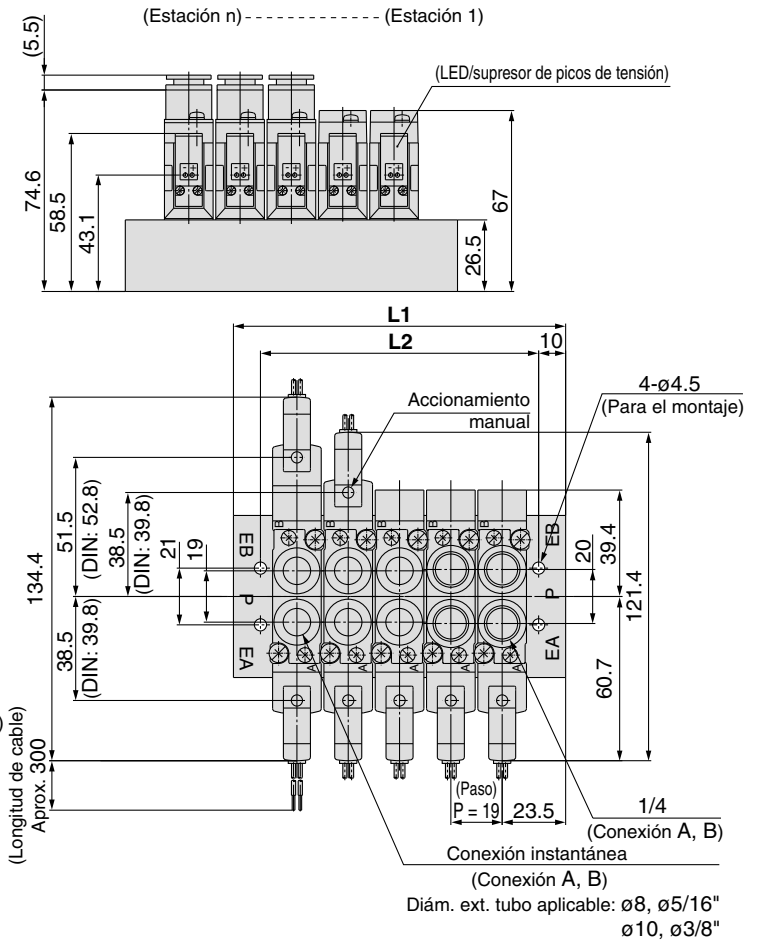 (Estación n) - - - - - - - - - - - - (Estación 1)
(5.5)
(LED/supresor de picos de tensión)
74.6
58.5
43.1
67
26.5
L1
L2
10
4-ø4.5
(Para el montaje)
Accionamiento
manual
134.4
51.5
(DIN: 52.8)
38.5
(DIN: 39.8)
21
19
38.5
(DIN: 39.8)
EB
P
EA
B
B
B
B
B
A
A
A
A
A
EB
P
EA
20
39.4
121.4
60.7
(Longitud de cable)
Aprox. 300
(Paso)
P = 19
23.5
1/4
(Conexión A, B)
Conexión instantánea
(Conexión A, B)
Diám. ext. tubo aplicable: ø8, ø5/16"
ø10, ø3/8"